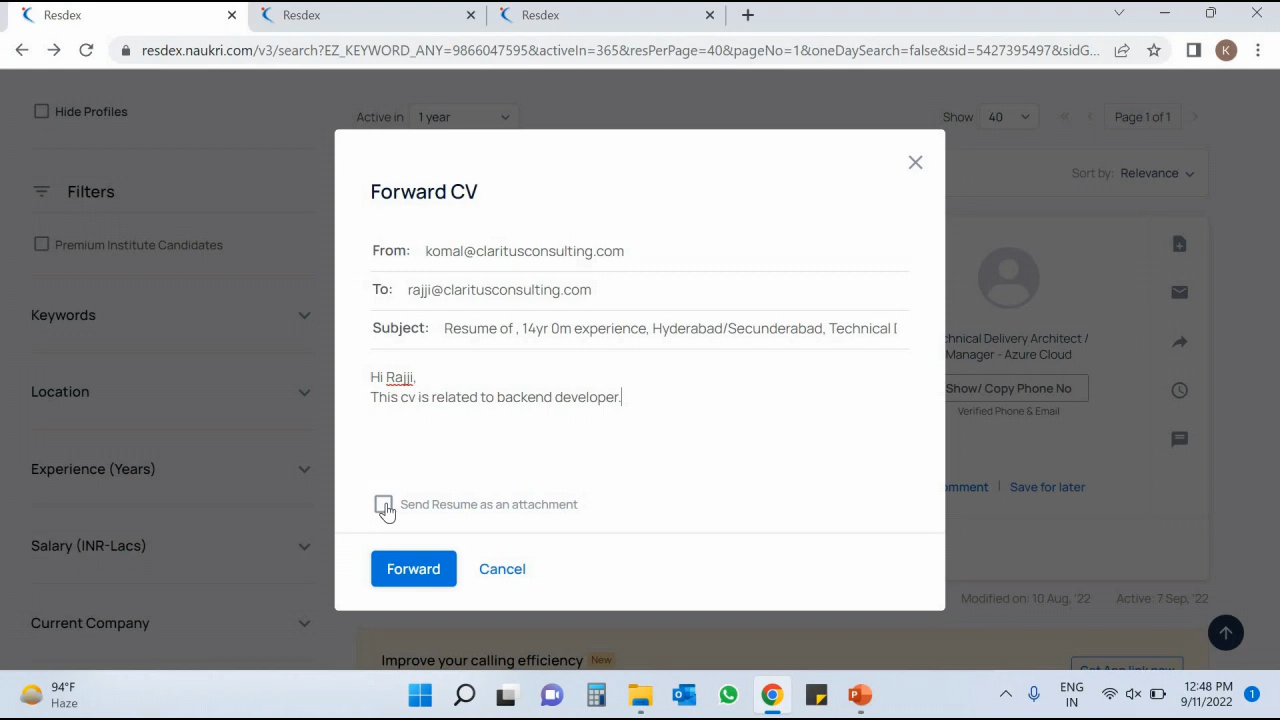 Resdex
Resdex
Resdex
resdex.naukri.com/v3/search?EZ_KEYWORD_ANY=9866047595&activeIn=365&resPerPage=40&pageNo=1&oneDaySearch=false&sid=5427395497&sidG...
K
Hide Profiles
Active in 1 year
Show 40
Page 1 of 1
Filters
Sort by: Relevance
Premium Institute Candidates
Keywords
Location
Experience (Years)
Salary (INR-Lacs)
Current Company
Forward CV
From: komal@claritusconsulting.com
To: rajji@claritusconsulting.com
Subject: Resume of , 14yr 0m experience, Hyderabad/Secunderabad, Technical D
Hi Rajji,
This cv is related to backend developer.
Send Resume as an attachment
Forward Cancel
chnical Delivery Architect /
Manager - Azure Cloud
Show/ Copy Phone No
Verified Phone & Email
omment | Save for later
Modified on: 10 Aug, '22 Active: 7 Sep, '22
Improve your calling efficiency New
Get App link now
94°F
Haze
ENG
IN
12:48 PM
9/11/2022
1